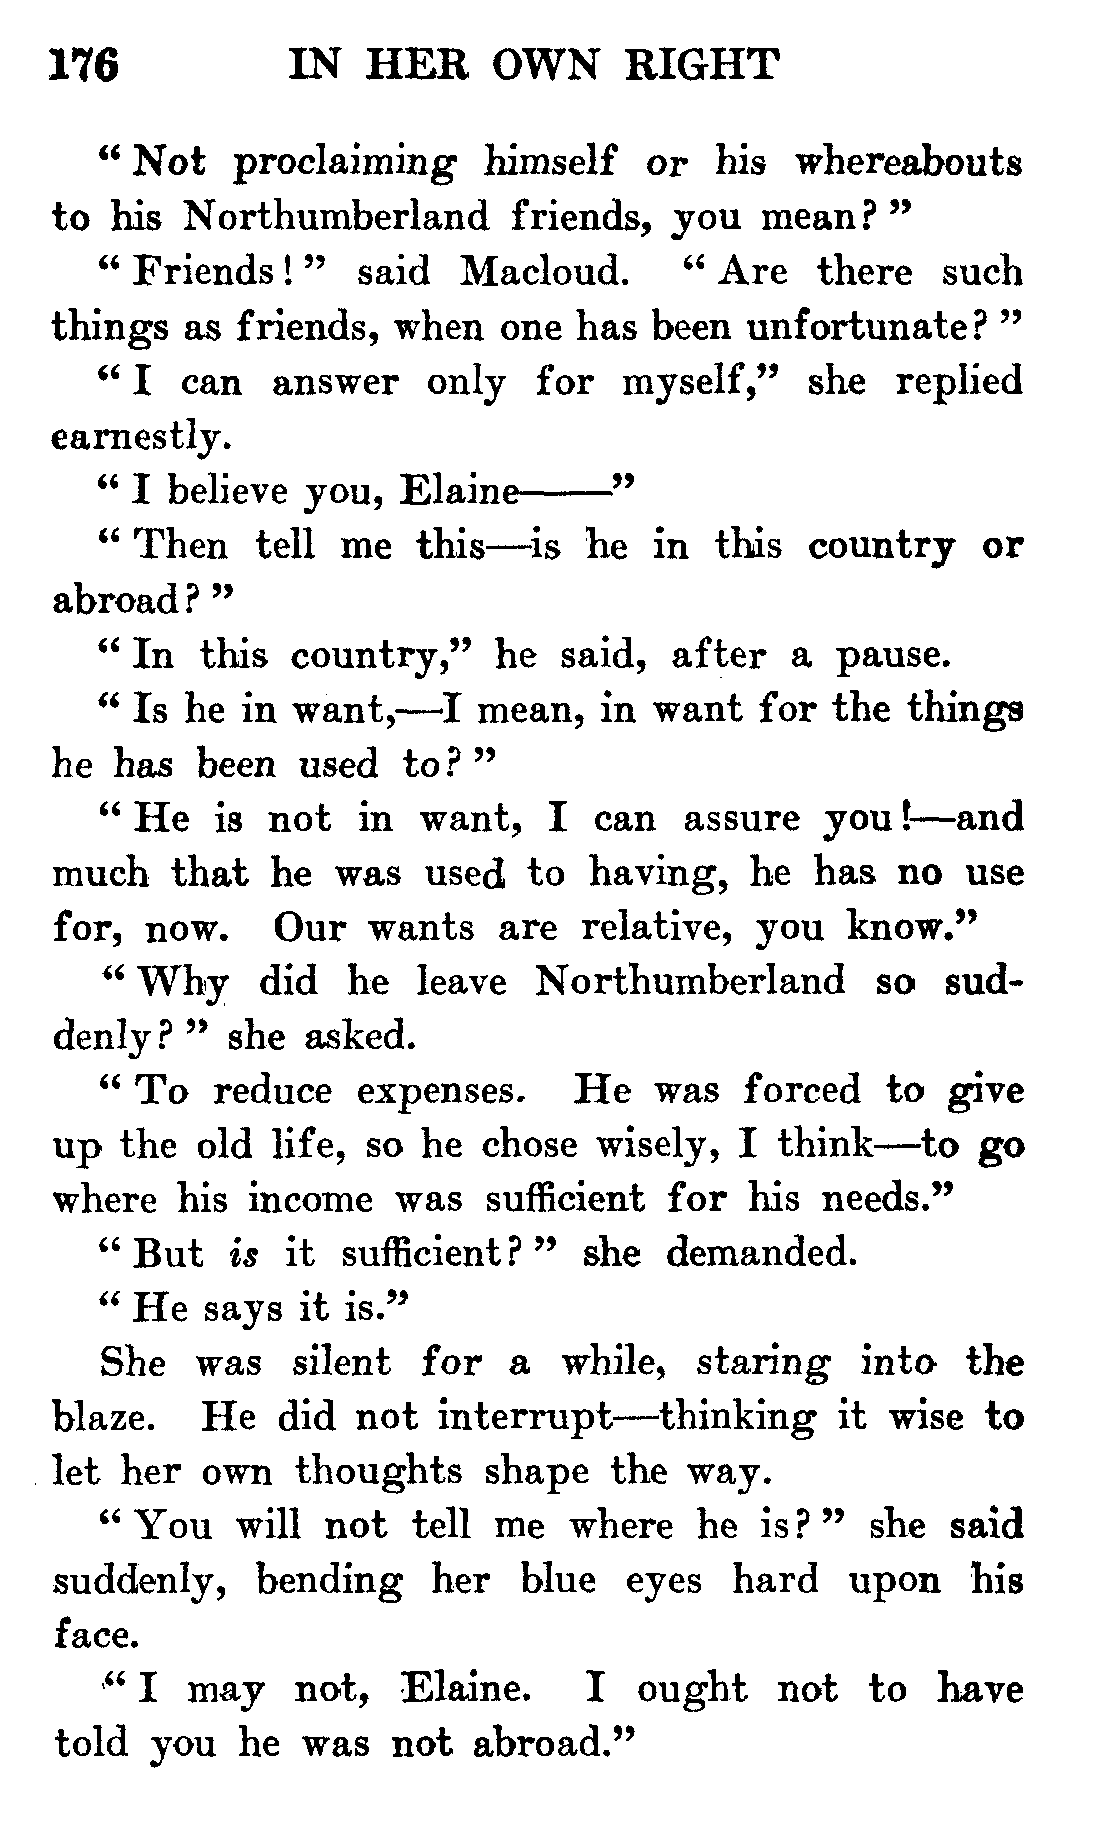 176 IN HER OWN RIGHT
“ Not proclaiming himself or his whereabouts
to his Northumberland friends, you mean? ”
“ Friends! ” said Macloud. “ Are there such
things as friends, when one has been unfortunate? ”
“ I can answer only for myself,” she replied
earnestly.
“ I believe you, Elaine——”
“ Then tell me this—is he in this country or
abroad? ”
“ In this country,” he said, after a pause.
“ Is he in want,—I mean, in want for the things
he has been used to? ”
“ He is not in want, I can assure you!—and
much that he was used to having, he has no use
for, now. Our wants are relative, you know.”
“ Why did he leave Northumberland so sud-
denly? ” she asked.
“ To reduce expenses. He was forced to give
up the old life, so he chose wisely, I think—to go
where his income was sufficient for his needs.”
“ But is it sufficient? ” she demanded.
“ He says it is.”
She was silent for a while, staring into the
blaze. He did not interrupt—thinking it wise to
let her own thoughts shape the way.
“ You will not tell me where he is? ” she said
suddenly, bending her blue eyes hard upon his
face.
“ I may not, Elaine. I ought not to have
told you he was not abroad.”